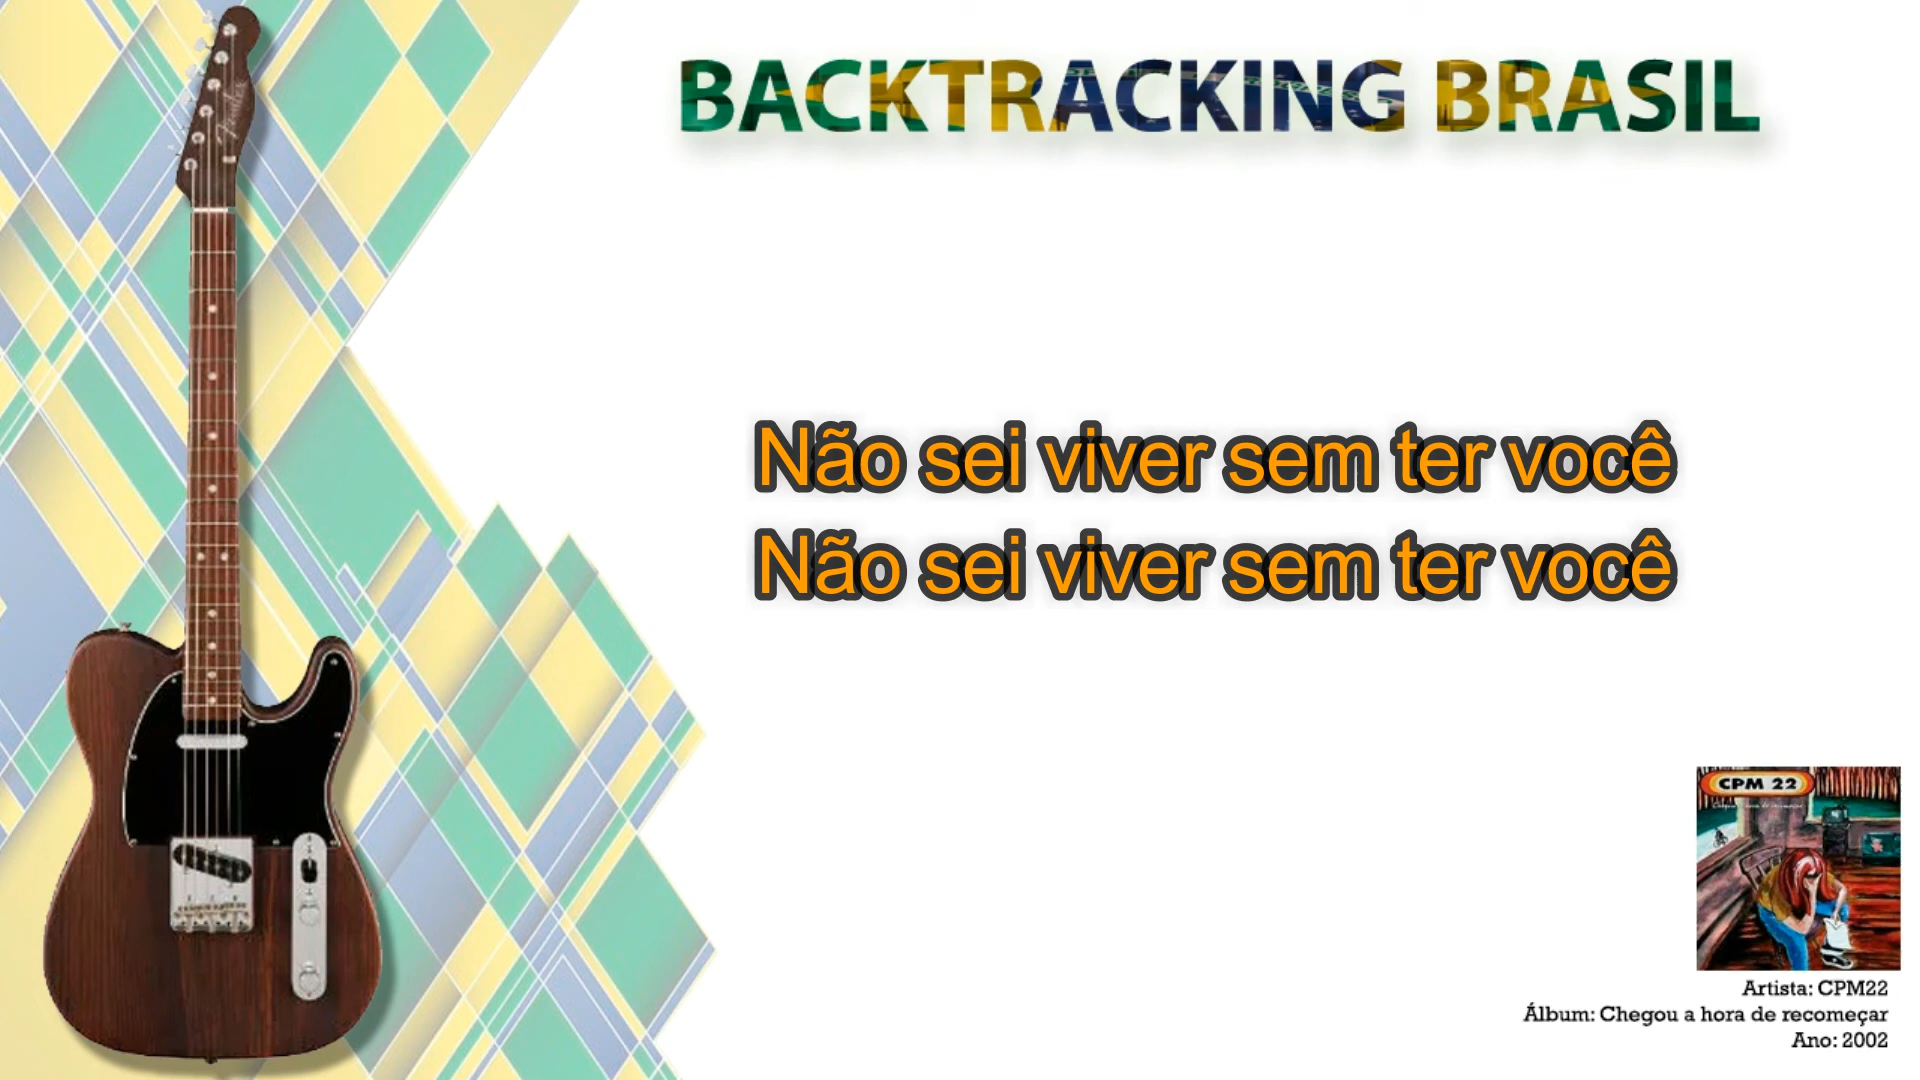 BACKTRACKING BRASIL
Não sei viver sem ter você
Não sei viver sem ter você
CPM 22
Artista: CPM22
Álbum: Chegou a hora de recomeçar
Ano: 2002